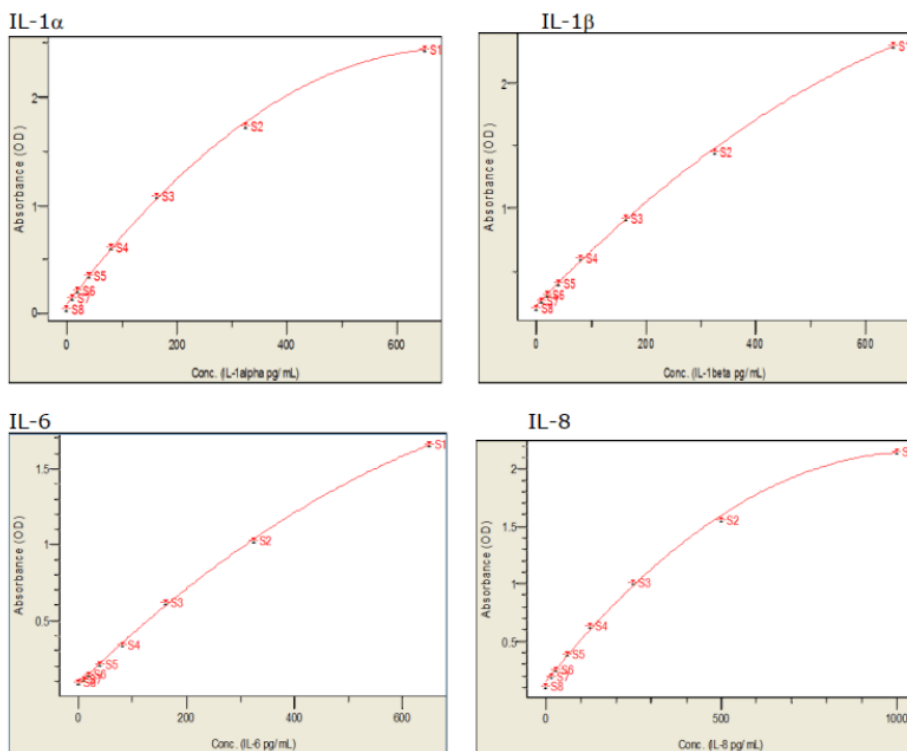 IL-1α
IL-1β
Absorbance (OD)
2
1
0
S1
S2
S3
S4
S5
S6
S7
S8
0
200
400
600
Conc. (IL-1alpha pg/mL)
Absorbance (OD)
2
1
S1
S2
S3
S4
S5
S6
S7
S8
0
200
400
600
Conc. (IL-1beta pg/mL)
IL-6
IL-8
Absorbance (OD)
1.5
1
0.5
S1
S2
S3
S4
S5
S6
S7
S8
0
200
400
600
Conc. (IL-6 pg/mL)
Absorbance (OD)
2
1.5
1
0.5
S
S2
S3
S4
S5
S6
S7
S8
0
500
1000
Conc. (IL-8 pg/mL)